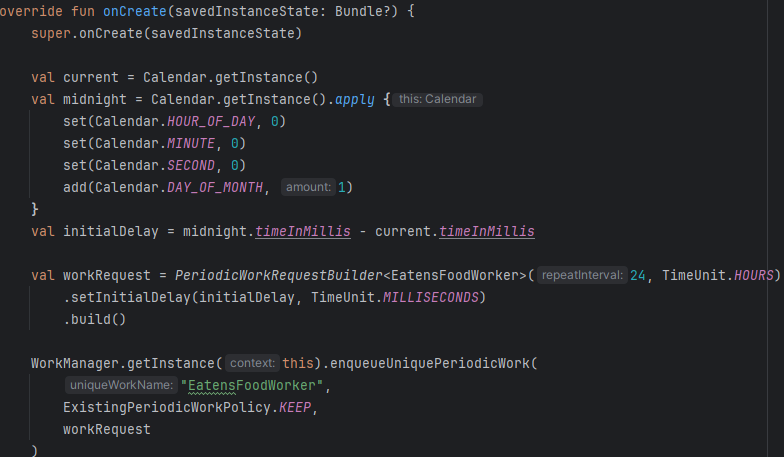 override fun onCreate(savedInstanceState: Bundle?) {
super.onCreate(savedInstanceState)
val current = Calendar.getInstance()
val midnight = Calendar.getInstance().apply { this: Calendar
set(Calendar.HOUR_OF_DAY, 0)
set(Calendar.MINUTE, 0)
set(Calendar.SECOND, 0)
add(Calendar.DAY_OF_MONTH, amount: 1)
}
val initialDelay = midnight.timeInMillis - current.timeInMillis
val workRequest = PeriodicWorkRequestBuilder<EatensFoodWorker>( repeatInterval: 24, TimeUnit.HOURS)
.setInitialDelay(initialDelay, TimeUnit.MILLISECONDS)
.build()
WorkManager.getInstance( context: this).enqueueUniquePeriodicWork(
uniqueWorkName: "EatensFoodWorker",
ExistingPeriodicWorkPolicy.KEEP,
workRequest
)